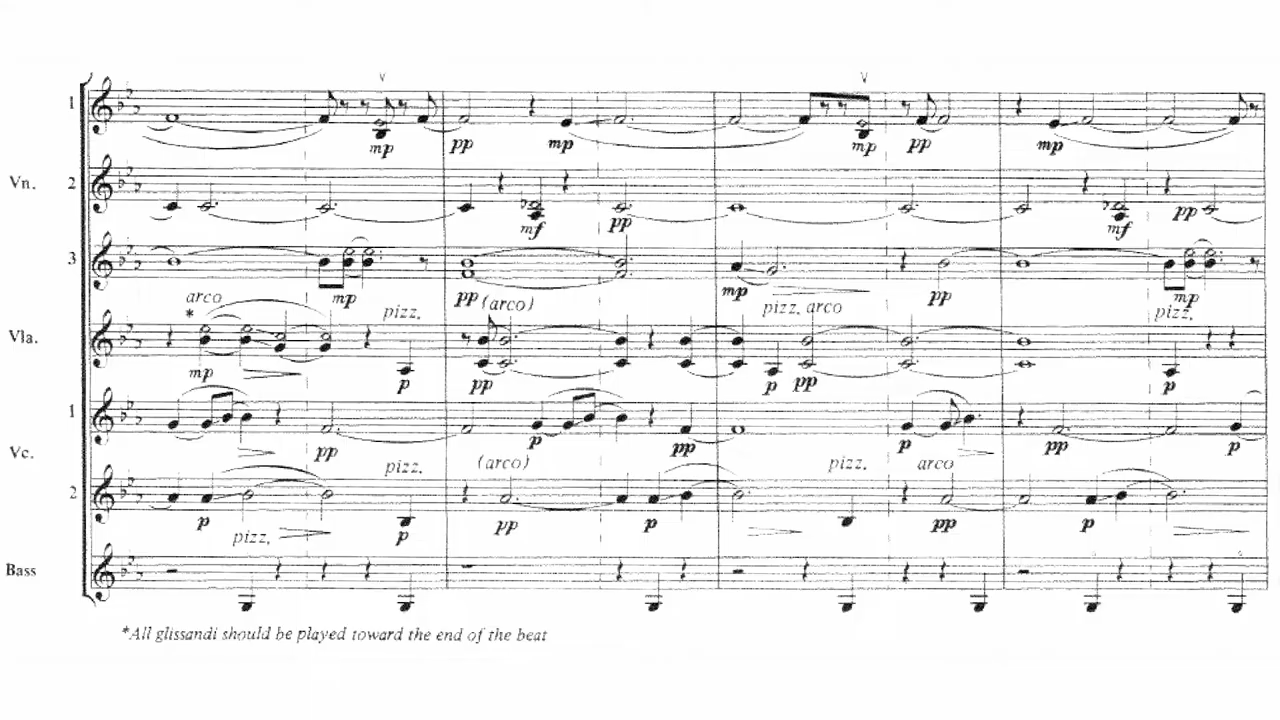 1
mp pp mp mp pp mp
Vn. 2
mf pp mf pp
3
mp pp mp pp mp
arco (arco) pizz. arco pizz.
* pizz.
Vla.
mp p pp p pp p
1
pp p pp p pp p
Vc.
pizz. (arco) pizz. arco
2
p p pp p pp p
pizz.
Bass
*All glissandi should be played toward the end of the beat